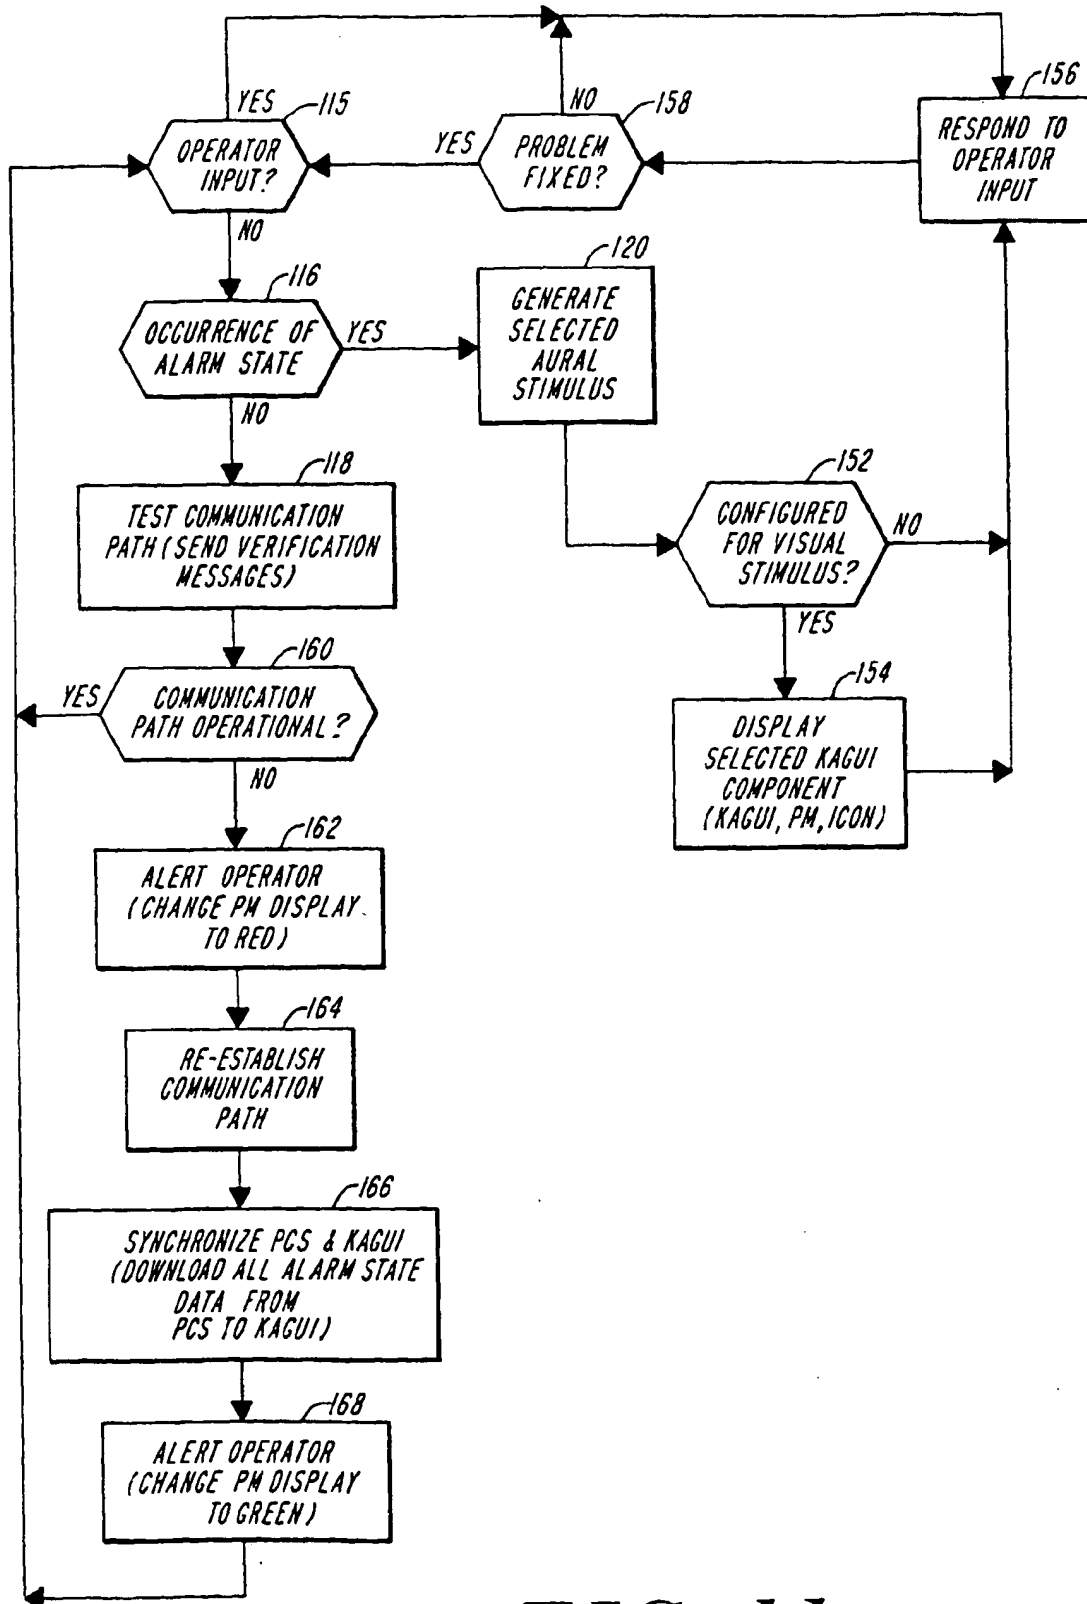 YES
115
OPERATOR
INPUT?
NO
YES
NO
158
PROBLEM
FIXED?
156
RESPOND TO
OPERATOR
INPUT
116
OCCURRENCE OF
ALARM STATE
YES
NO
120
GENERATE
SELECTED
AURAL
STIMULUS
118
TEST COMMUNICATION
PATH (SEND VERIFICATION
MESSAGES)
152
CONFIGURED
FOR VISUAL
STIMULUS?
NO
YES
160
COMMUNICATION
PATH OPERATIONAL?
YES
NO
154
DISPLAY
SELECTED KAGUI
COMPONENT
(KAGUI, PM, ICON)
162
ALERT OPERATOR
(CHANGE PM DISPLAY
TO RED)
164
RE-ESTABLISH
COMMUNICATION
PATH
166
SYNCHRONIZE PCS & KAGUI
(DOWNLOAD ALL ALARM STATE
DATA FROM
PCS TO KAGUI)
168
ALERT OPERATOR
(CHANGE PM DISPLAY
TO GREEN)